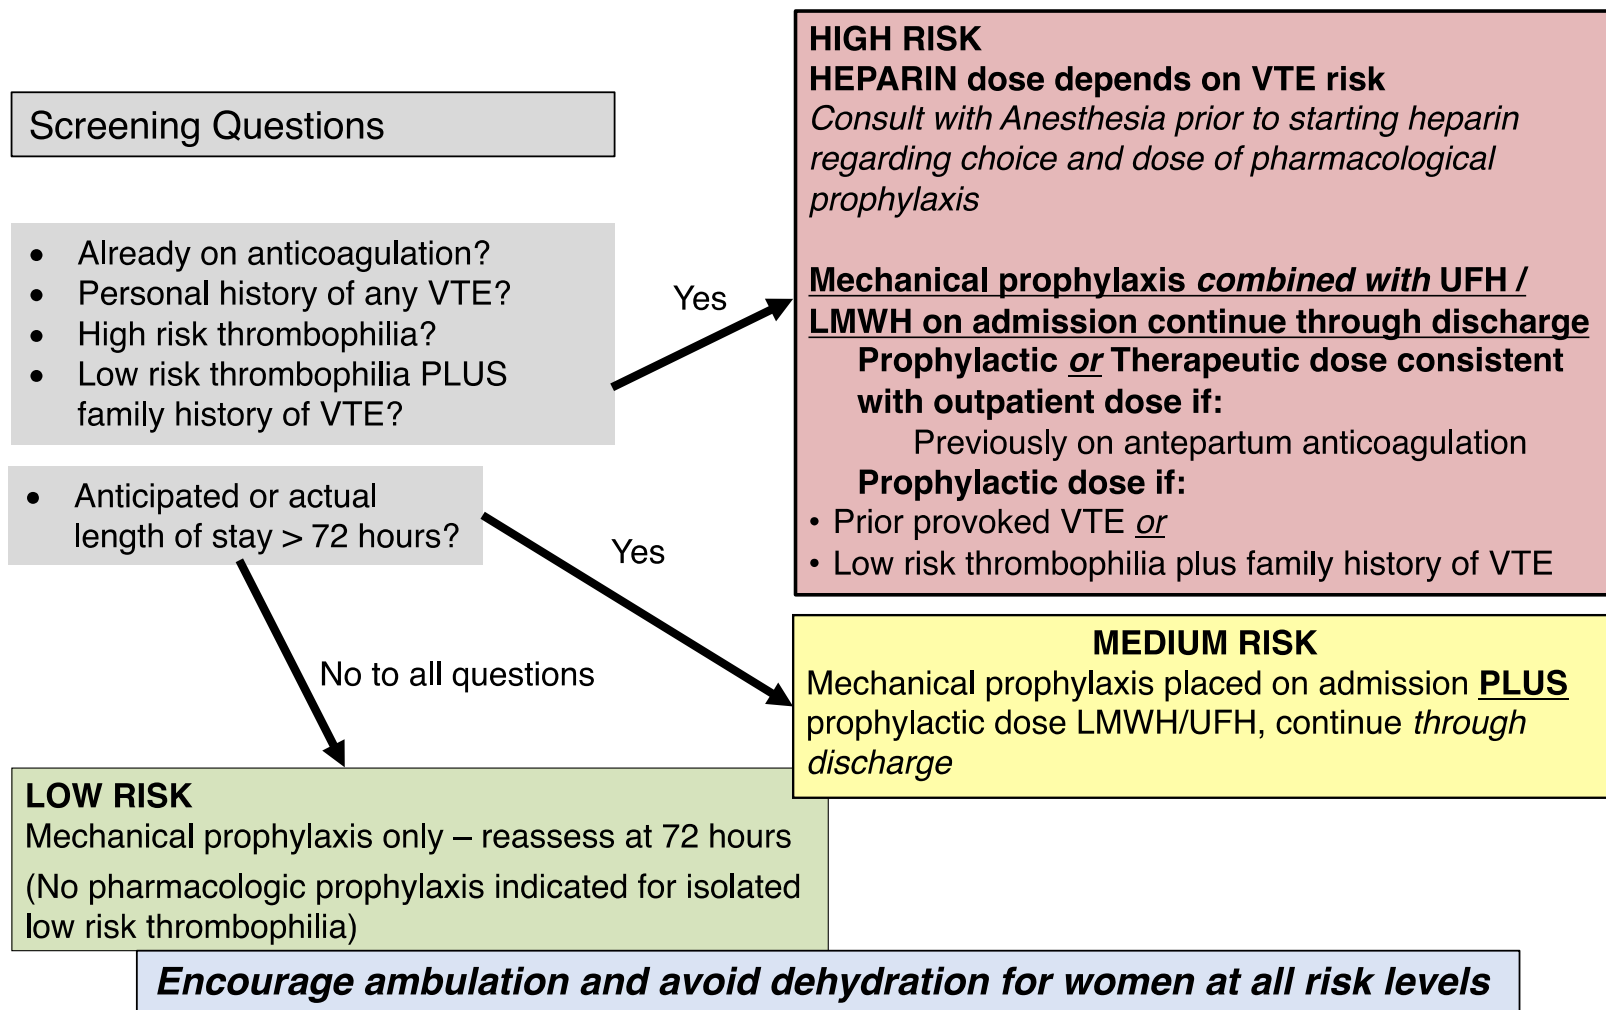 Screening Questions
• Already on anticoagulation?
• Personal history of any VTE?
• High risk thrombophilia?
• Low risk thrombophilia PLUS
family history of VTE?
Yes
HIGH RISK
HEPARIN dose depends on VTE risk
Consult with Anesthesia prior to starting heparin
regarding choice and dose of pharmacological
prophylaxis
Mechanical prophylaxis combined with UFH /
LMWH on admission continue through discharge
Prophylactic or Therapeutic dose consistent
with outpatient dose if:
Previously on antepartum anticoagulation
Prophylactic dose if:
• Prior provoked VTE or
• Low risk thrombophilia plus family history of VTE
• Anticipated or actual
length of stay > 72 hours?
Yes
MEDIUM RISK
Mechanical prophylaxis placed on admission PLUS
prophylactic dose LMWH/UFH, continue through
discharge
No to all questions
LOW RISK
Mechanical prophylaxis only – reassess at 72 hours
(No pharmacologic prophylaxis indicated for isolated
low risk thrombophilia)
Encourage ambulation and avoid dehydration for women at all risk levels